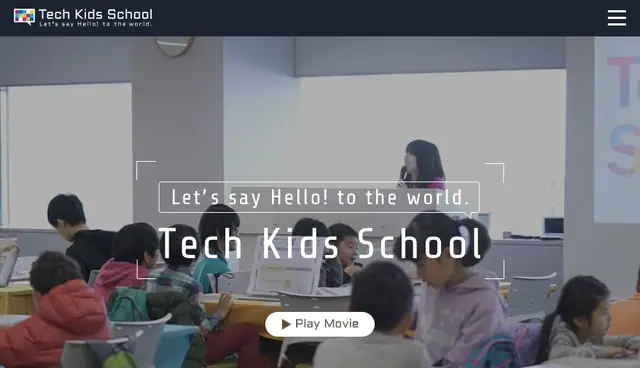 Tech Kids School
Let's say Hello! to the world.
Let's say Hello! to the world.
Tech Kids School
Play Movie